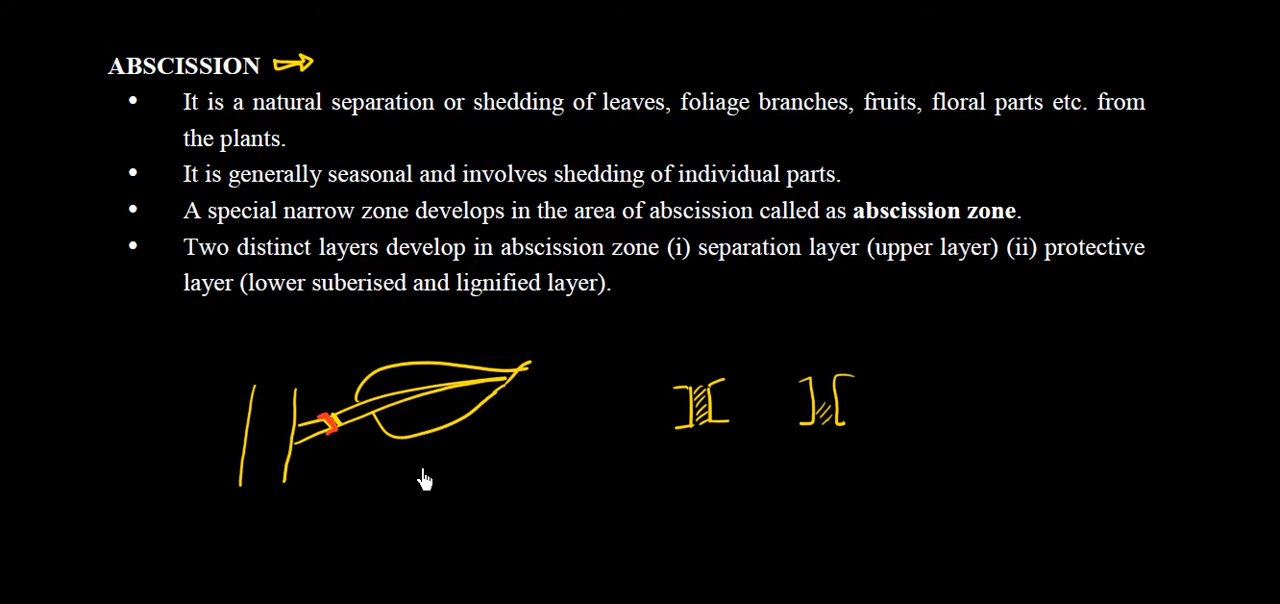 ABSCISSION
• It is a natural separation or shedding of leaves, foliage branches, fruits, floral parts etc. from
the plants.
• It is generally seasonal and involves shedding of individual parts.
• A special narrow zone develops in the area of abscission called as abscission zone.
• Two distinct layers develop in abscission zone (i) separation layer (upper layer) (ii) protective
layer (lower suberised and lignified layer).